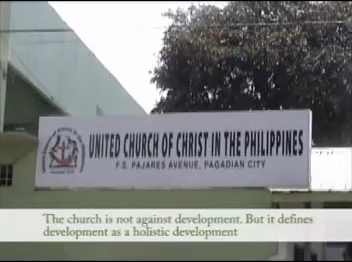 UNITED CHURCH OF CHRIST IN THE PHILIPPINES
F.S. PAJARES AVENUE, PAGADIAN CITY
The church is not against development. But it defines
development as a holistic development